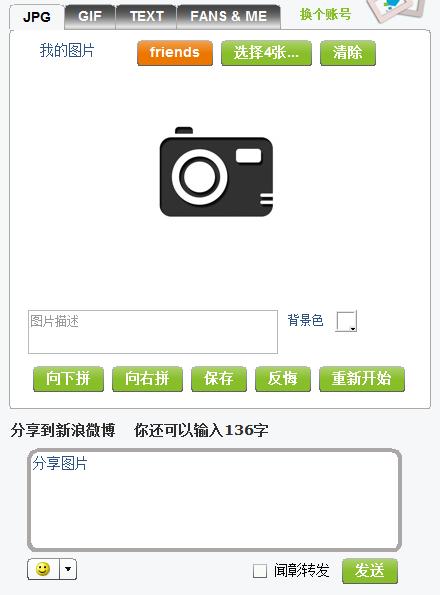 JPG GIF TEXT FANS & ME 换个账号
我的图片 friends 选择4张... 清除
图片描述 背景色
向下拼 向右拼 保存 反悔 重新开始
分享到新浪微博 你还可以输入136字
分享图片
闻章转发 发送